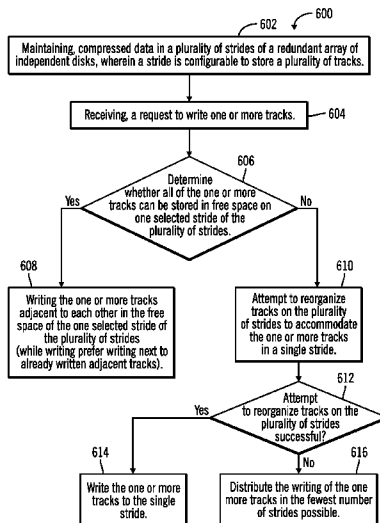 602
600
Maintaining, compressed data in a plurality of strides of a redundant array of
independent disks, wherein a stride is configurable to store a plurality of tracks.
Receiving, a request to write one or more tracks.
604
606
Determine
whether all of the one or more
tracks can be stored in free space on
one selected stride of the
plurality of strides.
Yes
No
608
Writing the one or more tracks
adjacent to each other in the free
space of the one selected stride of
the plurality of strides
(while writing prefer writing next to
already written adjacent tracks).
610
Attempt to reorganize
tracks on the plurality
of strides to accommodate
the one or more tracks
in a single stride.
612
Attempt
to reorganize tracks on the
plurality of strides
successful?
Yes
No
614
Write the one or more
tracks to the single
stride.
616
Distribute the writing of the one
more tracks in the fewest number
of strides possible.